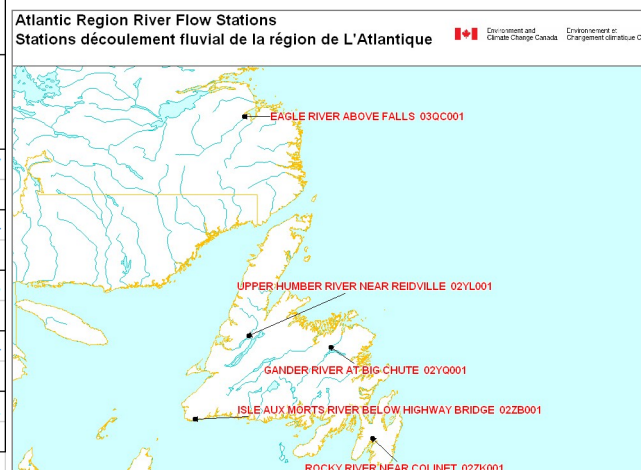 Atlantic Region River Flow Stations
Stations découlement fluvial de la région de L'Atlantique
Environment and Climate Change Canada
Environnement et Changement climatique C
EAGLE RIVER ABOVE FALLS 03QC001
UPPER HUMBER RIVER NEAR REIDVILLE 02YL001
GANDER RIVER AT BIG CHUTE 02YQ001
ISLE AUX MORTS RIVER BELOW HIGHWAY BRIDGE 02ZB001
ROCKY RIVER NEAR COLINET 02ZK001